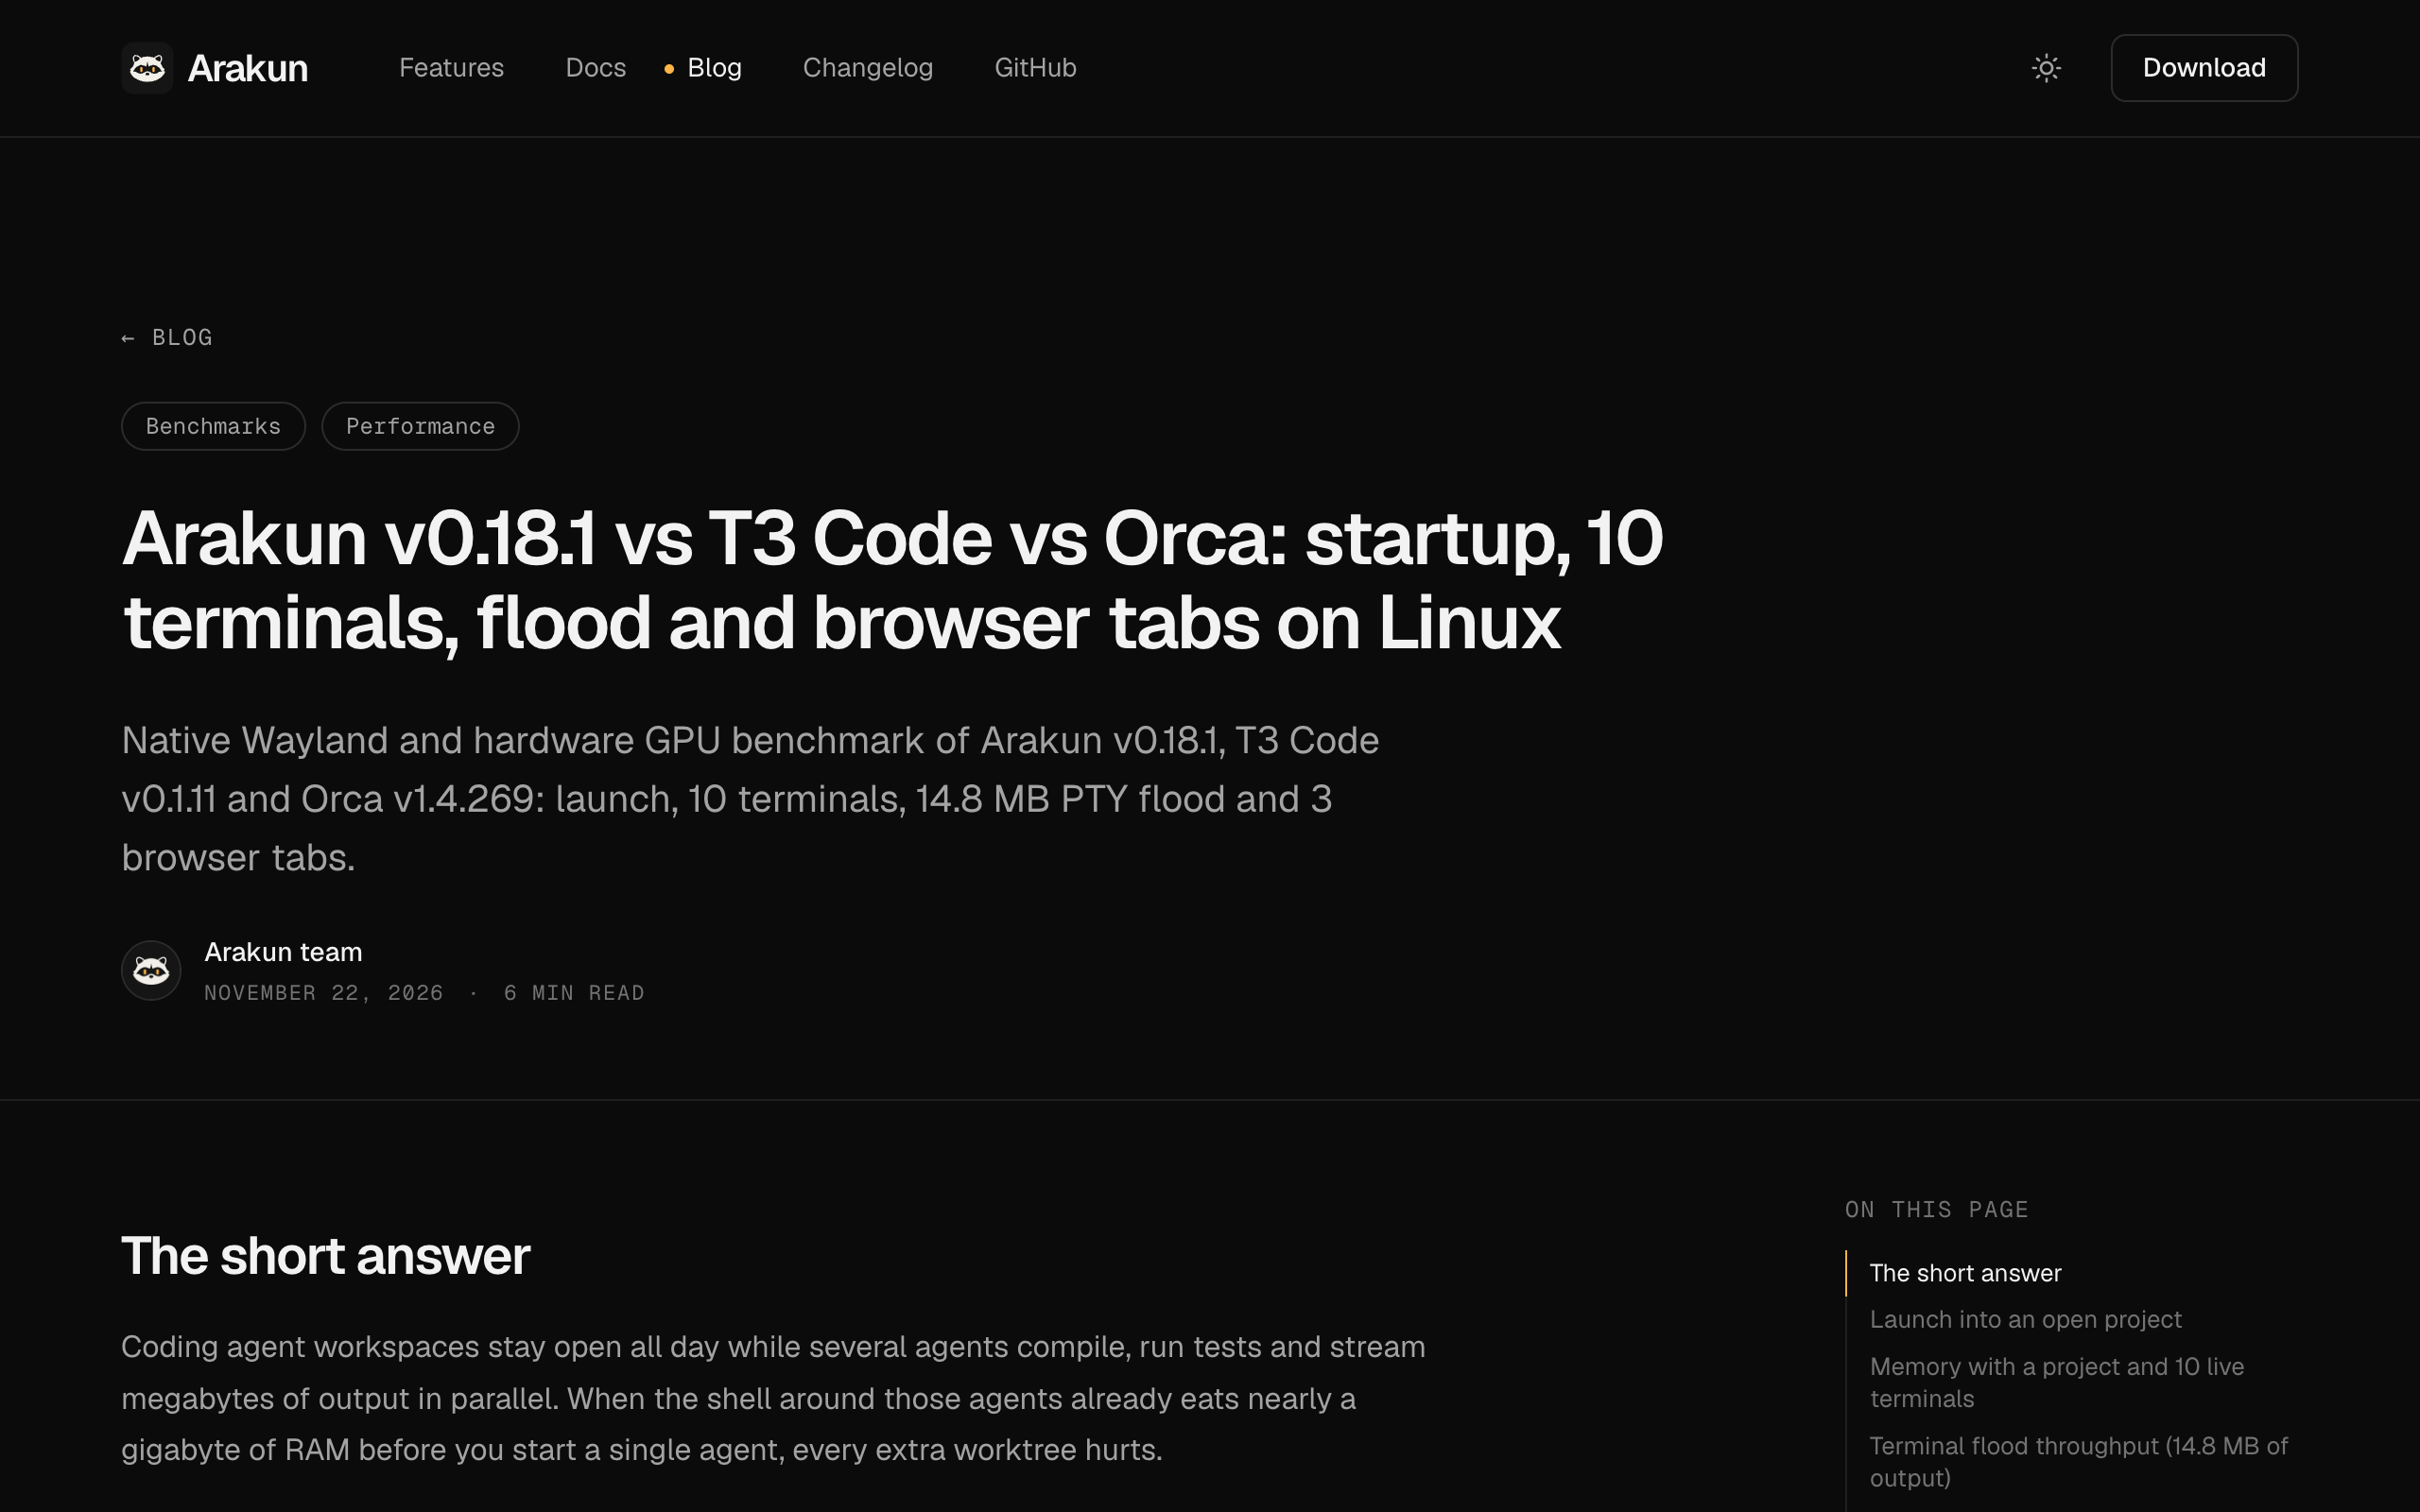 Arakun
Features
Docs
Blog
Changelog
GitHub
Download
← BLOG
Benchmarks
Performance
Arakun v0.18.1 vs T3 Code vs Orca: startup, 10
terminals, flood and browser tabs on Linux
Native Wayland and hardware GPU benchmark of Arakun v0.18.1, T3 Code
v0.1.11 and Orca v1.4.269: launch, 10 terminals, 14.8 MB PTY flood and 3
browser tabs.
Arakun team
NOVEMBER 22, 2026 · 6 MIN READ
The short answer
Coding agent workspaces stay open all day while several agents compile, run tests and stream
megabytes of output in parallel. When the shell around those agents already eats nearly a
gigabyte of RAM before you start a single agent, every extra worktree hurts.
ON THIS PAGE
The short answer
Launch into an open project
Memory with a project and 10 live
terminals
Terminal flood throughput (14.8 MB of
output)